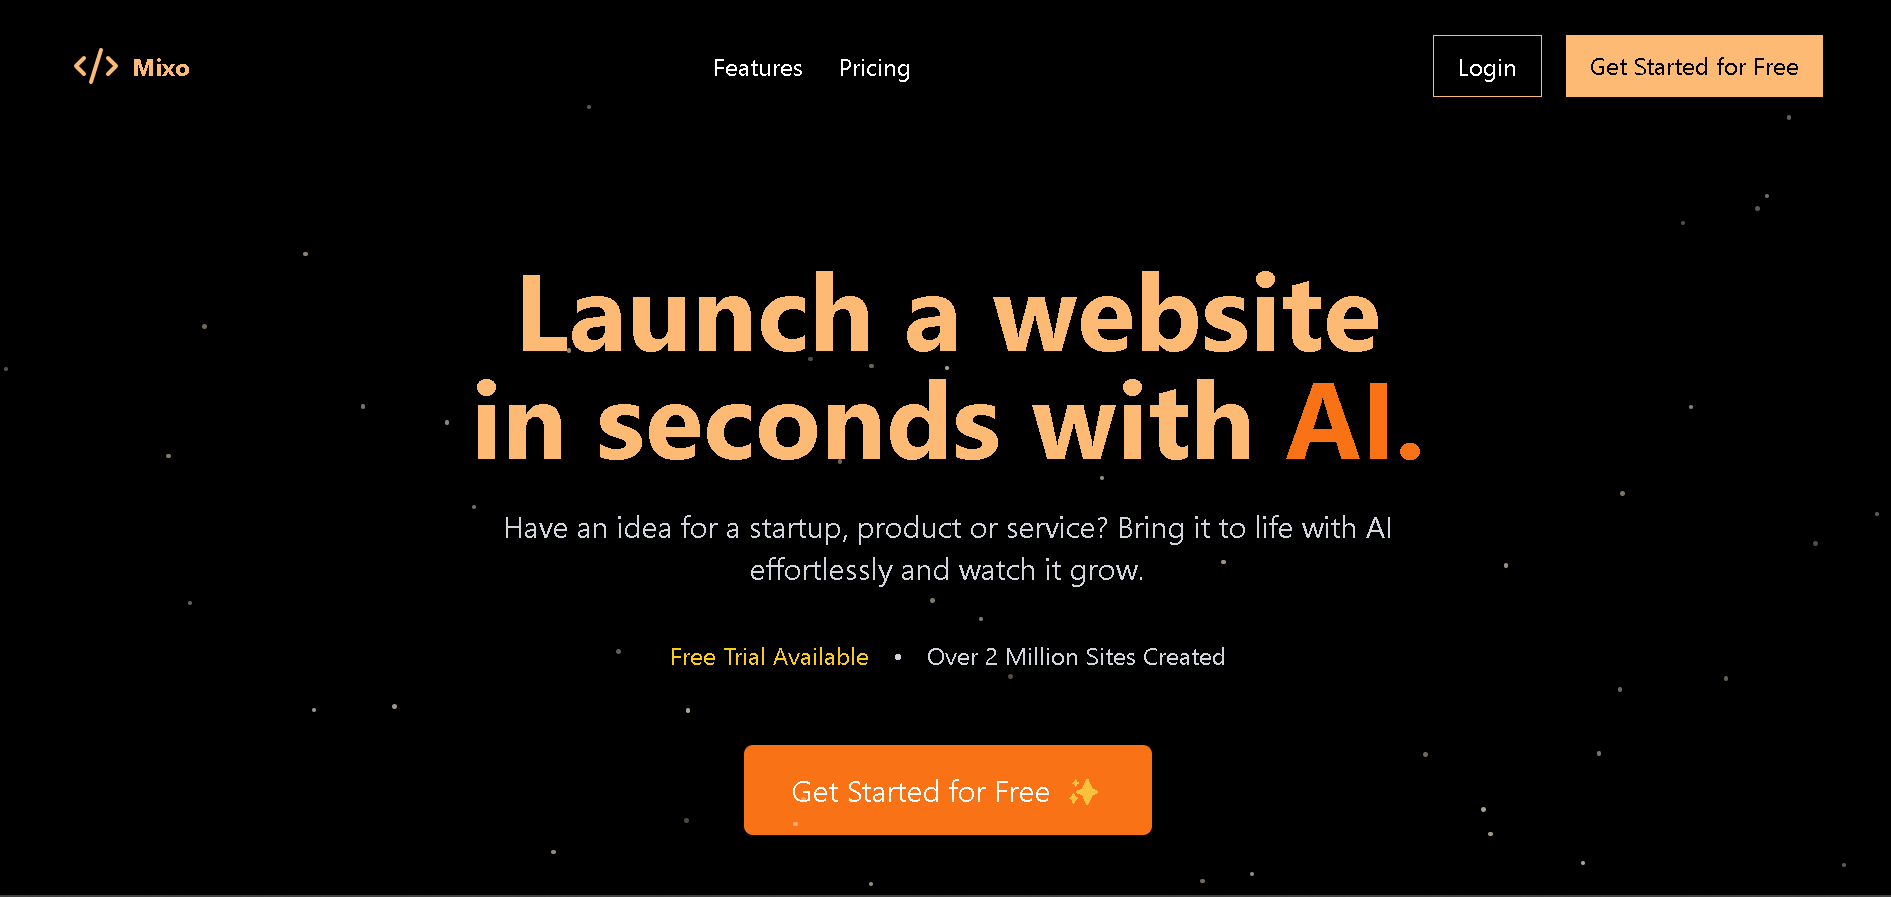 Mixo
Features
Pricing
Login
Get Started for Free
Launch a website
in seconds with AI.
Have an idea for a startup, product or service? Bring it to life with AI
effortlessly and watch it grow.
Free Trial Available • Over 2 Million Sites Created
Get Started for Free ✨